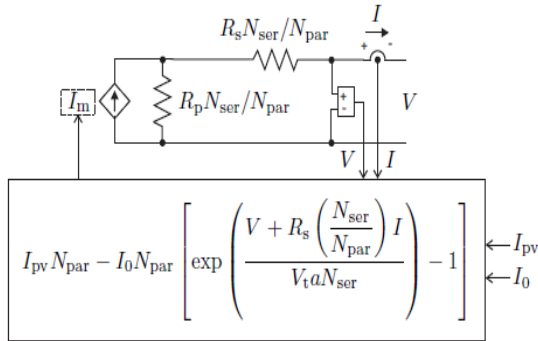 R_s N_ser/N_par
I
+ -
I_m
R_p N_ser/N_par
+
-
V
V
I
I_pv N_par − I_0 N_par [exp((V + R_s (N_ser/N_par) I)/(V_t a N_ser)) − 1]
I_pv
I_0